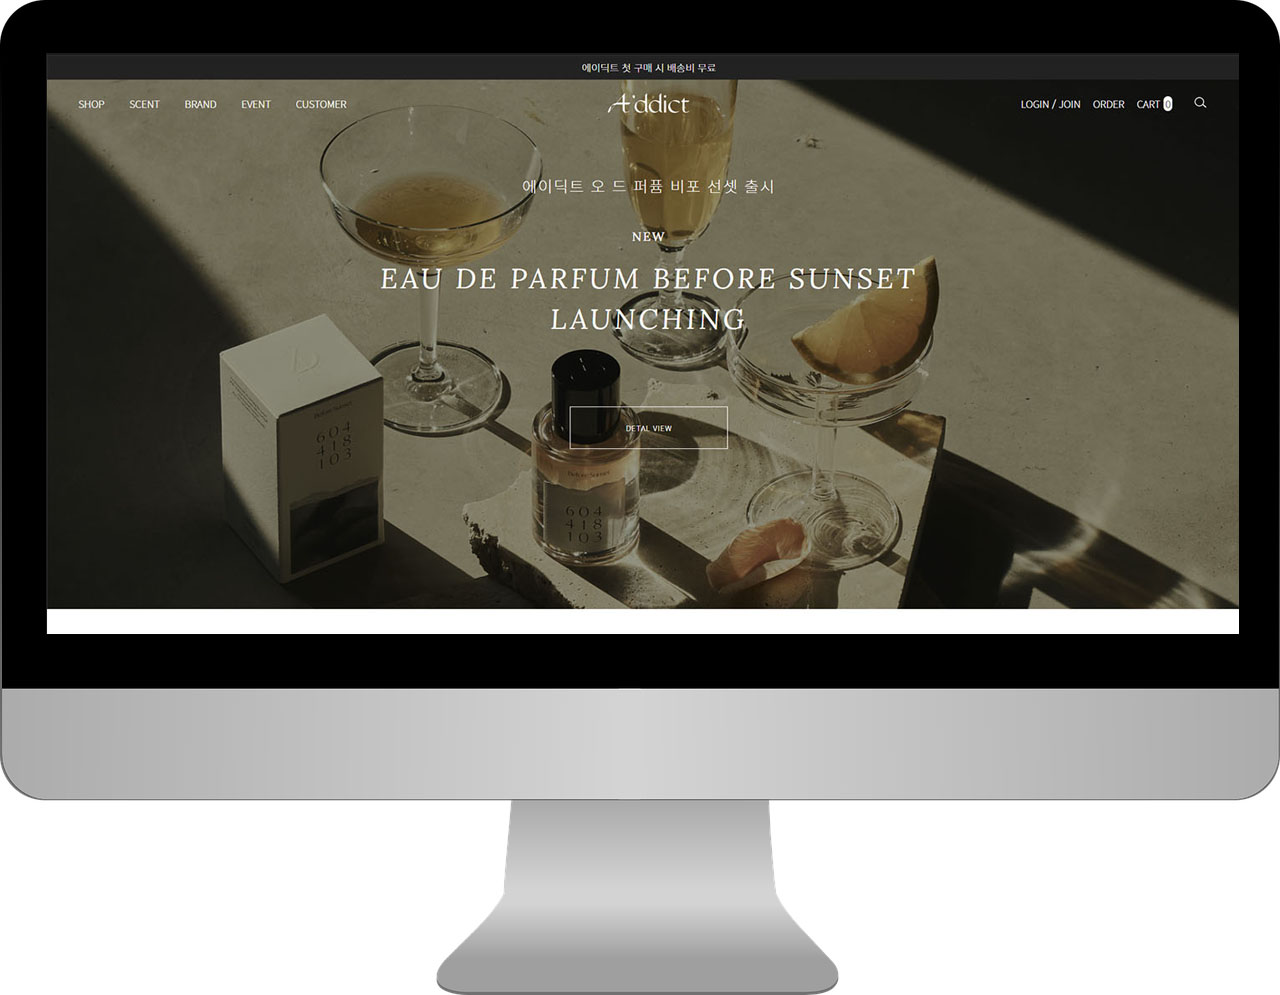 에이딕트 첫 구매 시 배송비 무료
SHOP SCENT BRAND EVENT CUSTOMER A'ddict LOGIN / JOIN ORDER CART 0
에이딕트 오 드 퍼퓸 비포 선셋 출시
NEW
EAU DE PARFUM BEFORE SUNSET
LAUNCHING
DETAL VIEW
Before Sunset
604
418
103
Before Sunset
604
418
103